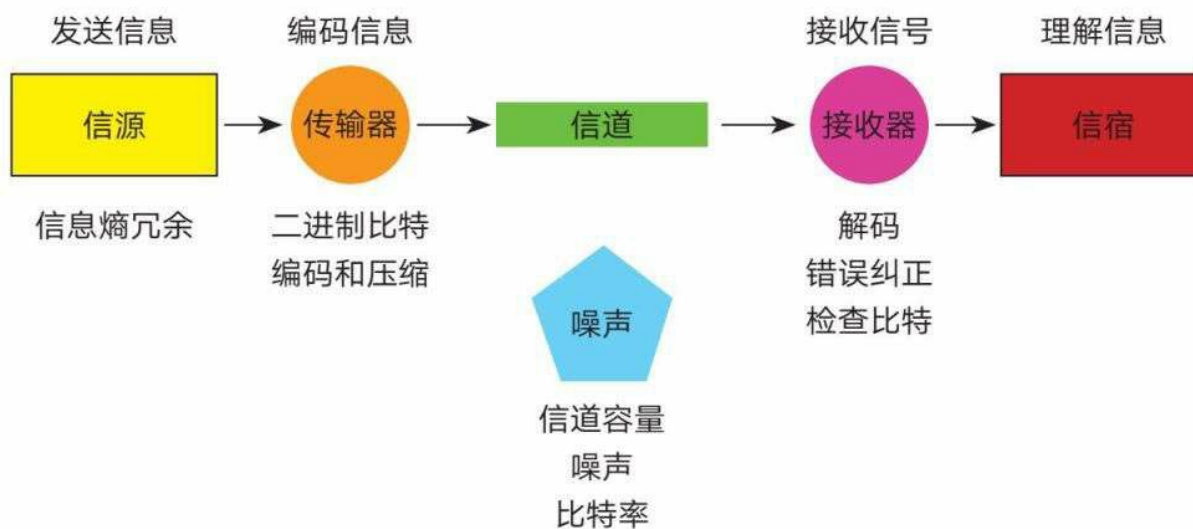 发送信息
编码信息
接收信号
理解信息
信源
传输器
信道
接收器
信宿
信息熵冗余
二进制比特
编码和压缩
解码
错误纠正
检查比特
噪声
信道容量
噪声
比特率